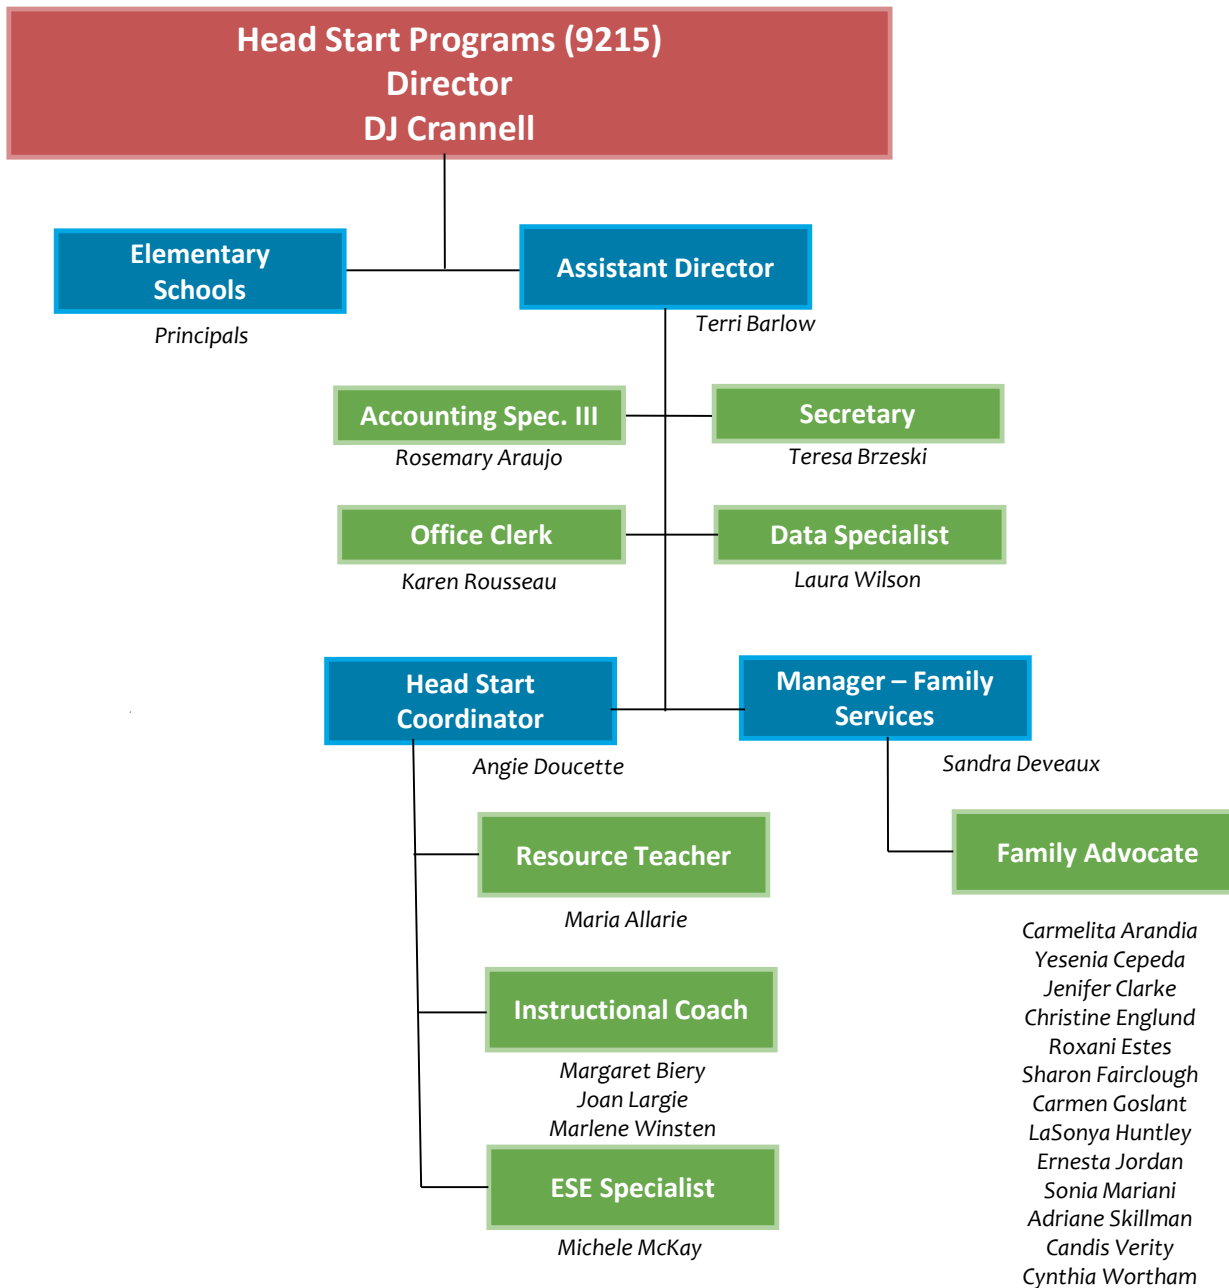 Head Start Programs (9215)
Director
DJ Crannell
Elementary
Schools
Principals
Assistant Director
Terri Barlow
Accounting Spec. III
Rosemary Araujo
Secretary
Teresa Brzeski
Office Clerk
Karen Rousseau
Data Specialist
Laura Wilson
Head Start
Coordinator
Angie Doucette
Manager – Family
Services
Sandra Deveaux
Resource Teacher
Maria Allarie
Instructional Coach
Margaret Biery
Joan Largie
Marlene Winsten
ESE Specialist
Michele McKay
Family Advocate
Carmelita Arandia
Yesenia Cepeda
Jenifer Clarke
Christine Englund
Roxani Estes
Sharon Fairclough
Carmen Goslant
LaSonya Huntley
Ernesta Jordan
Sonia Mariani
Adriane Skillman
Candis Verity
Cynthia Wortham